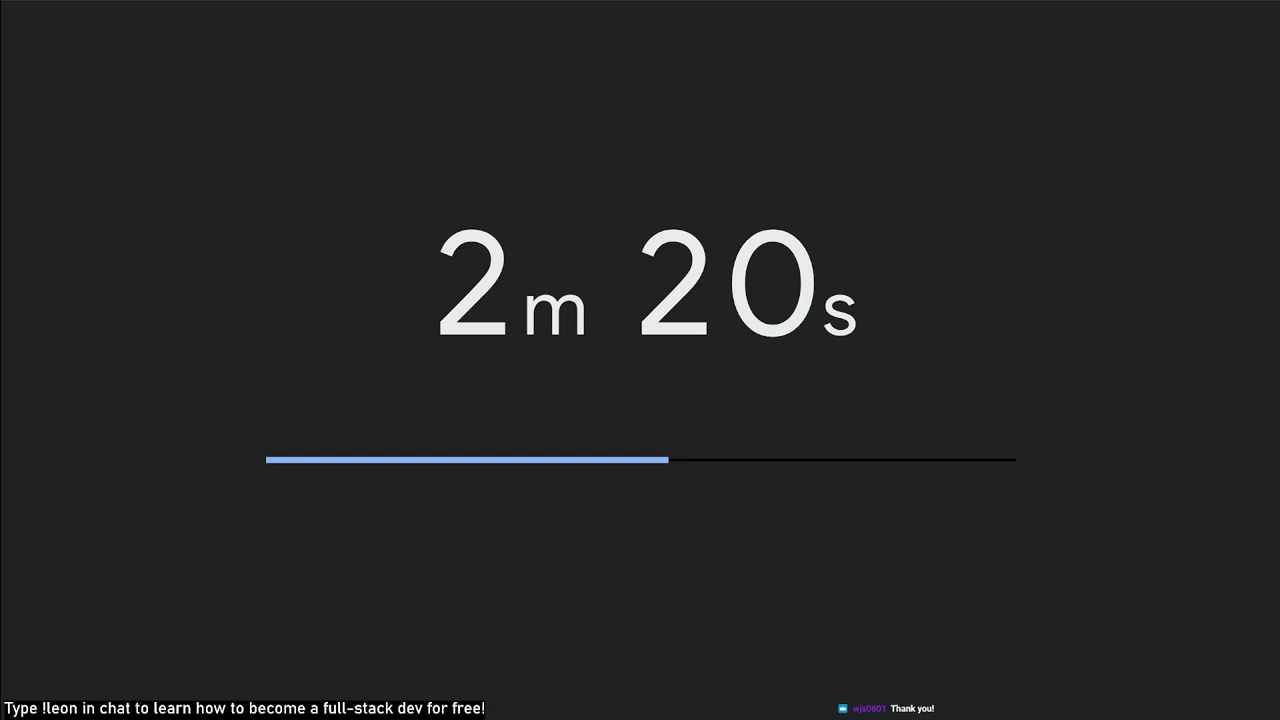 2m 20s
Type !leon in chat to learn how to become a full-stack dev for free!
wjs0601 Thank you!